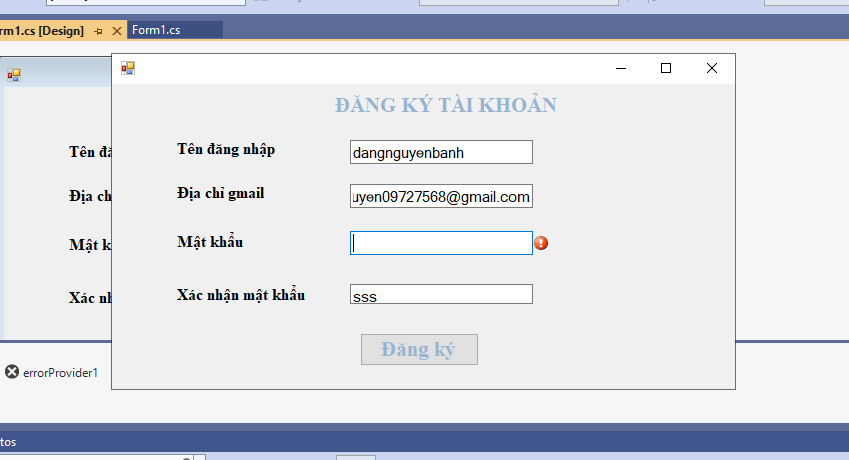 rm1.cs [Design]
Form1.cs
ĐĂNG KÝ TÀI KHOẢN
Tên đă
Tên đăng nhập
dangnguyenbanh
Địa ch
Địa chỉ gmail
uyen09727568@gmail.com
Mật k
Mật khẩu
Xác nh
Xác nhận mật khẩu
sss
Đăng ký
errorProvider1
tos